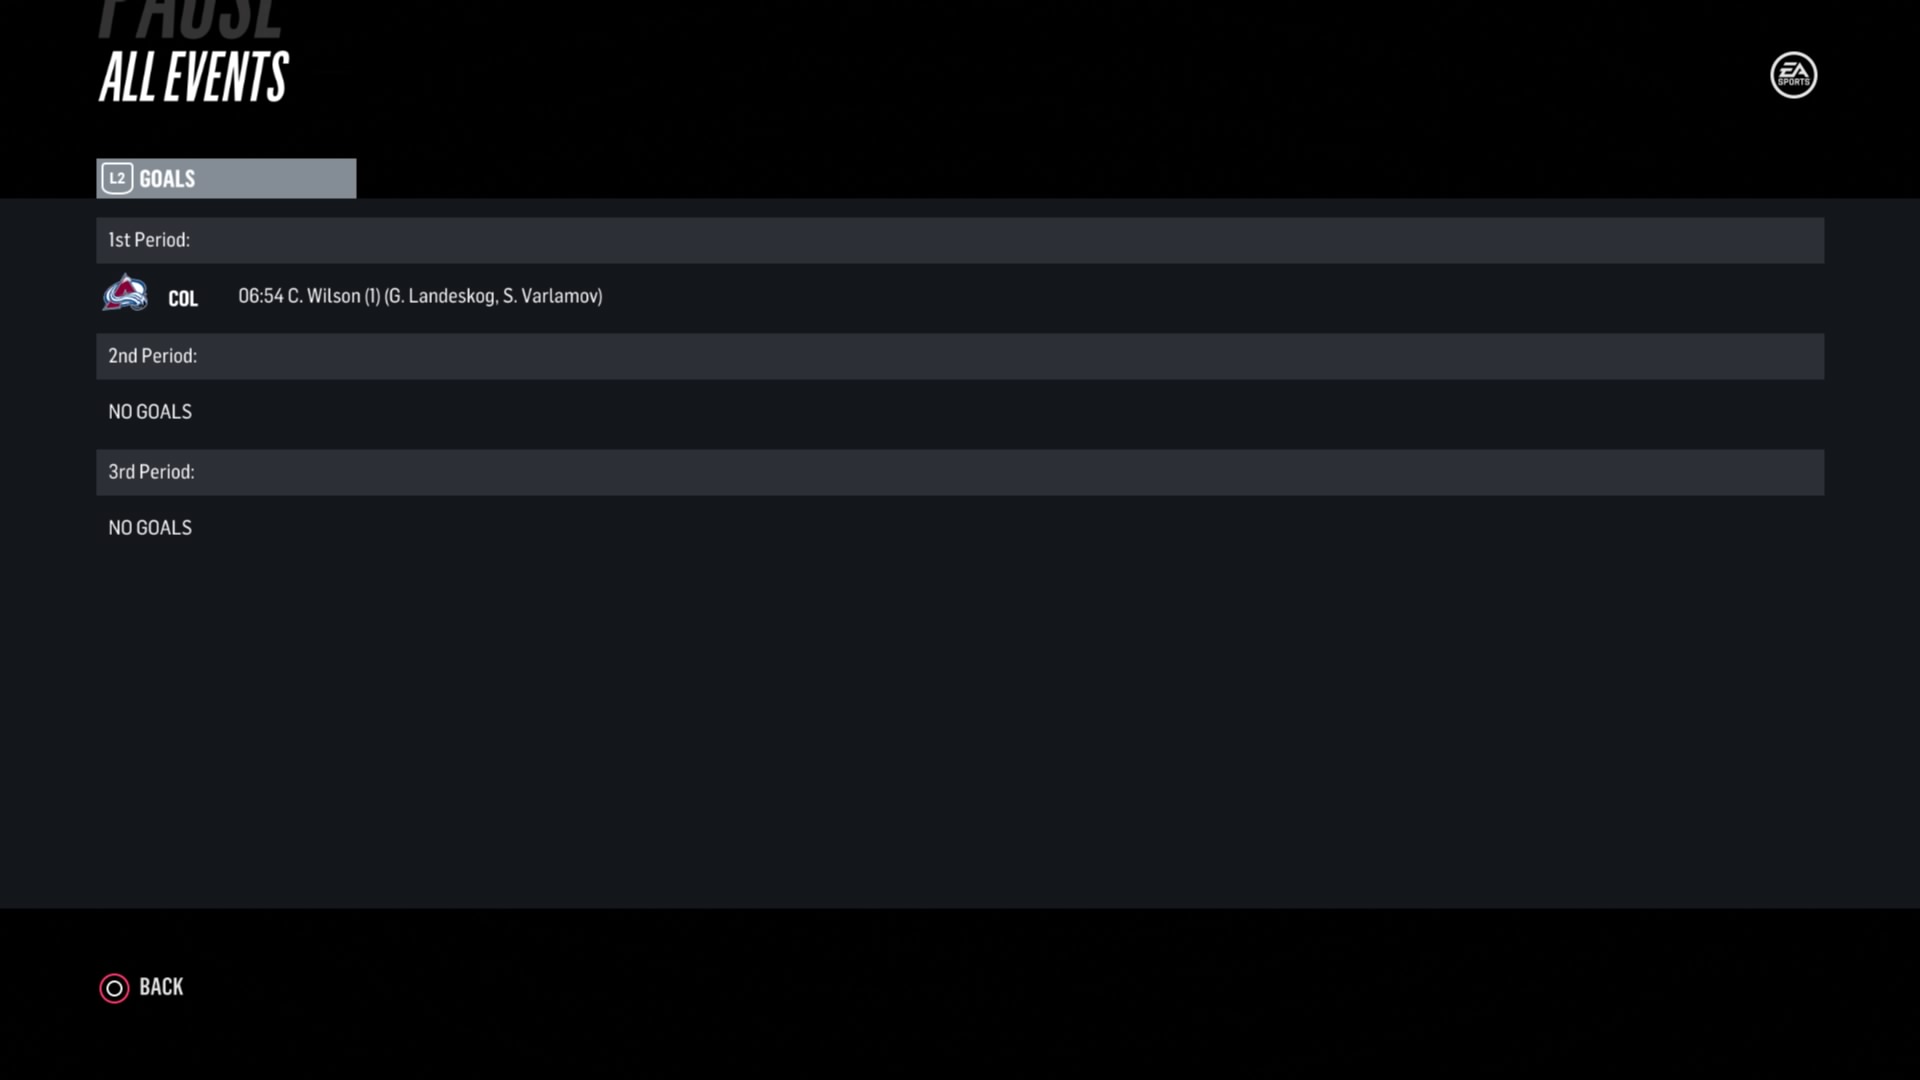 PAUSE
ALL EVENTS
EA
SPORTS
L2 GOALS
1st Period:
COL 06:54 C. Wilson (1) (G. Landeskog, S. Varlamov)
2nd Period:
NO GOALS
3rd Period:
NO GOALS
BACK